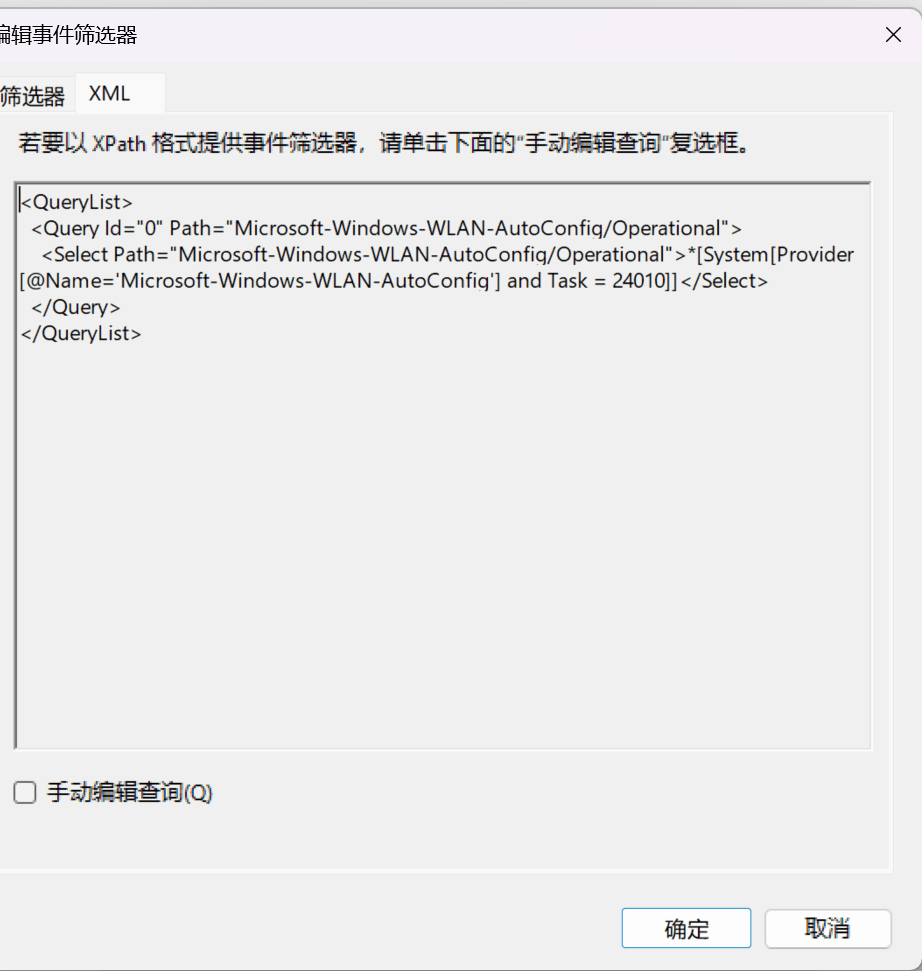 编辑事件筛选器
筛选器 XML
若要以 XPath 格式提供事件筛选器，请单击下面的"手动编辑查询"复选框。
<QueryList>
  <Query Id="0" Path="Microsoft-Windows-WLAN-AutoConfig/Operational">
    <Select Path="Microsoft-Windows-WLAN-AutoConfig/Operational">*[System[Provider
[@Name='Microsoft-Windows-WLAN-AutoConfig'] and Task = 24010]]</Select>
  </Query>
</QueryList>
手动编辑查询(Q)
确定 取消